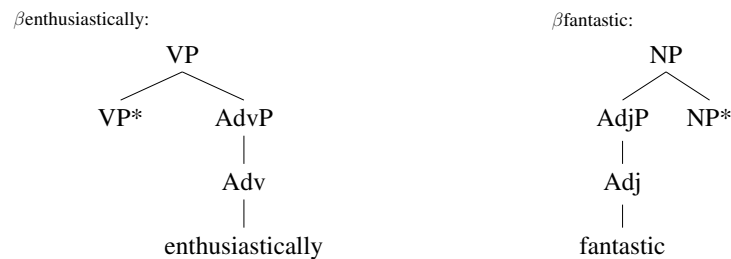 βenthusiastically: βfantastic:
VP NP
VP* AdvP AdjP NP*
Adv Adj
enthusiastically fantastic